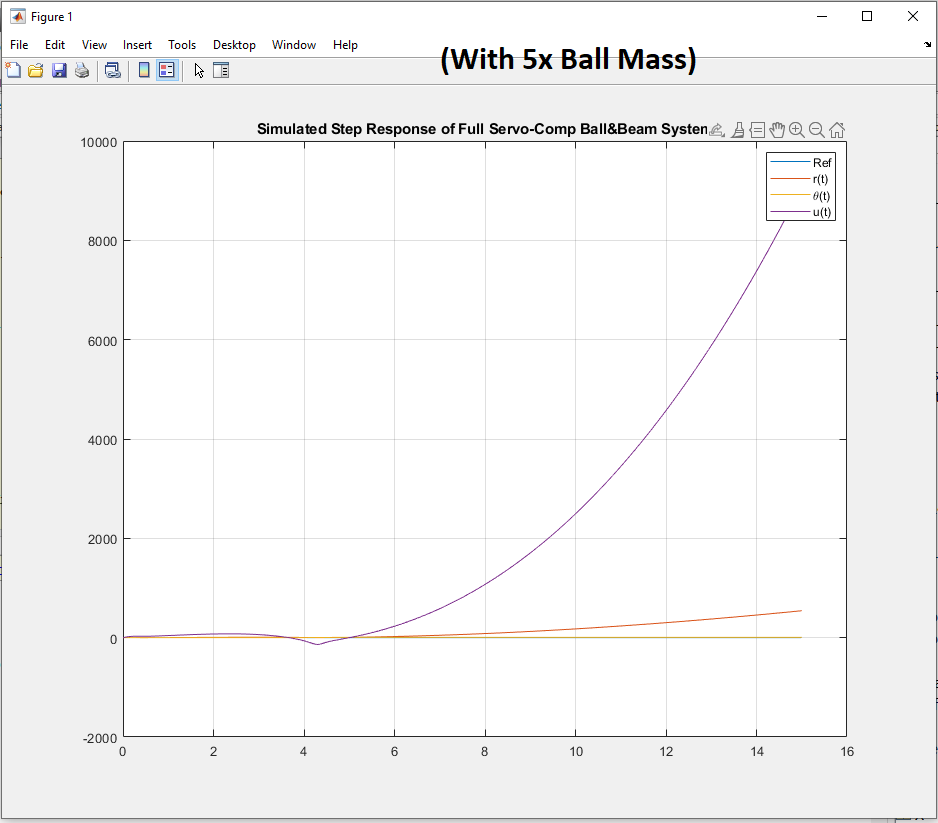 Figure 1
File Edit View Insert Tools Desktop Window Help
(With 5x Ball Mass)
Simulated Step Response of Full Servo-Comp Ball&Beam System
10000
8000
6000
4000
2000
0
-2000
0 2 4 6 8 10 12 14 16
Ref
r(t)
θ(t)
u(t)